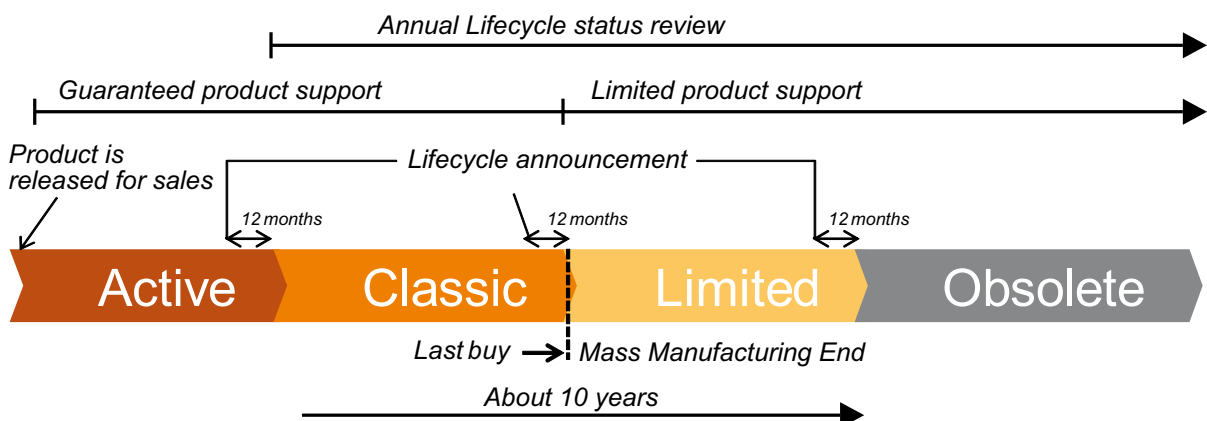 Annual Lifecycle status review
Guaranteed product support
Limited product support
Product is
released for sales
Lifecycle announcement
12 months
12 months
12 months
Active
Classic
Limited
Obsolete
Last buy
Mass Manufacturing End
About 10 years